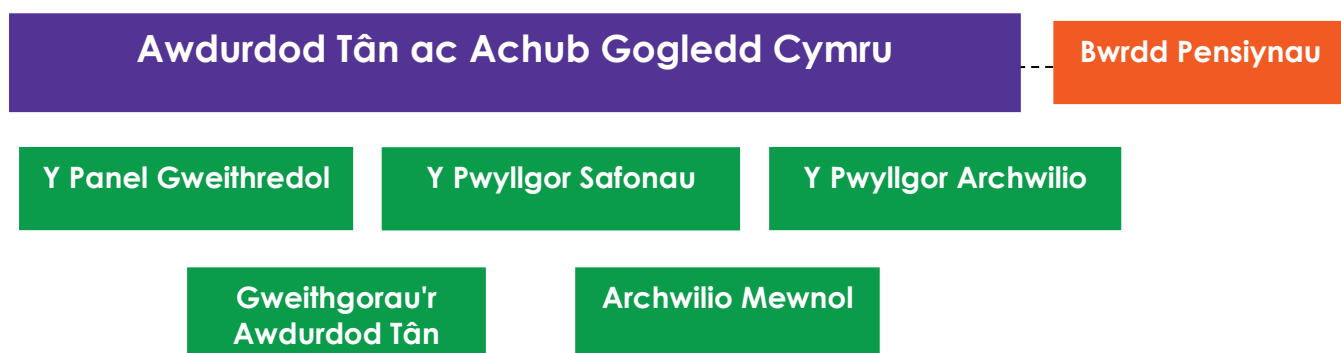 Awdurdod Tân ac Achub Gogledd Cymru
Bwrdd Pensiynau
Y Panel Gweithredol
Y Pwyllgor Safonau
Y Pwyllgor Archwilio
Gweithgorau'r
Awdurdod Tân
Archwilio Mewnol